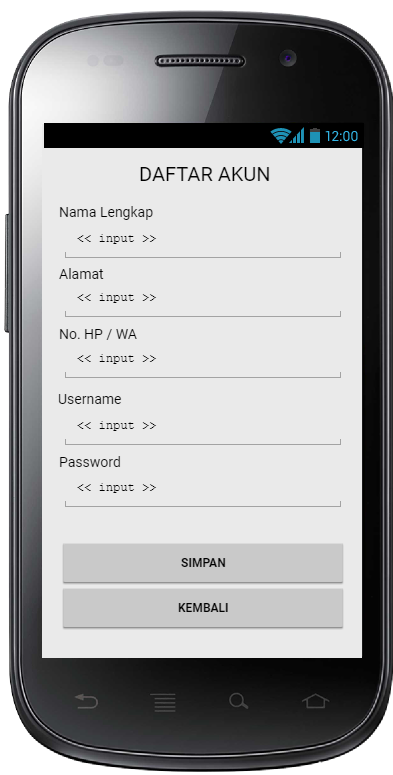 12:00
DAFTAR AKUN
Nama Lengkap
<< input >>
Alamat
<< input >>
No. HP / WA
<< input >>
Username
<< input >>
Password
<< input >>
SIMPAN
KEMBALI